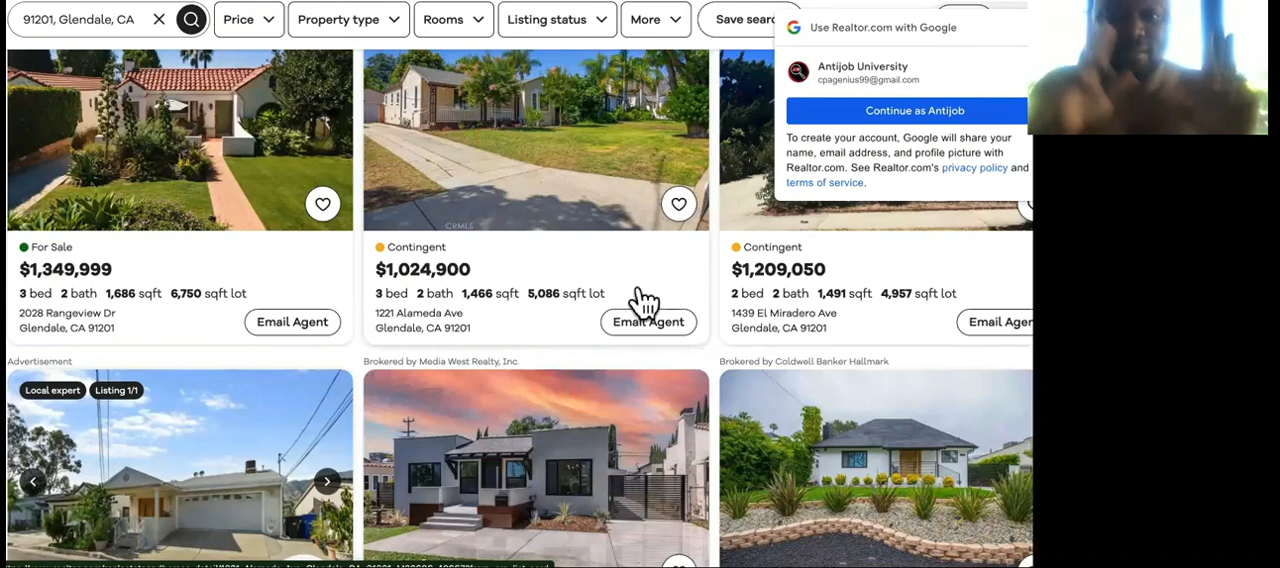 91201, Glendale, CA
Price
Property type
Rooms
Listing status
More
Save sear
Use Realtor.com with Google
Antijob University
cpagenius99@gmail.com
Continue as Antijob
To create your account, Google will share your
name, email address, and profile picture with
Realtor.com. See Realtor.com's privacy policy and
terms of service.
CRMLS
For Sale
$1,349,999
3 bed 2 bath 1,686 sqft 6,750 sqft lot
2028 Rangeview Dr
Glendale, CA 91201
Email Agent
Contingent
$1,024,900
3 bed 2 bath 1,466 sqft 5,086 sqft lot
1221 Alameda Ave
Glendale, CA 91201
Email Agent
Contingent
$1,209,050
2 bed 2 bath 1,491 sqft 4,957 sqft lot
1439 El Miradero Ave
Glendale, CA 91201
Email Agen
Advertisement
Brokered by Media West Realty, Inc.
Brokered by Coldwell Banker Hallmark
Local expert
Listing 1/1